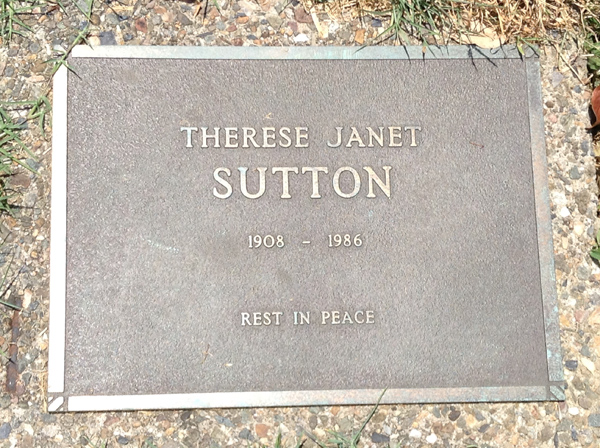 THERESE JANET
SUTTON
1908 - 1986
REST IN PEACE